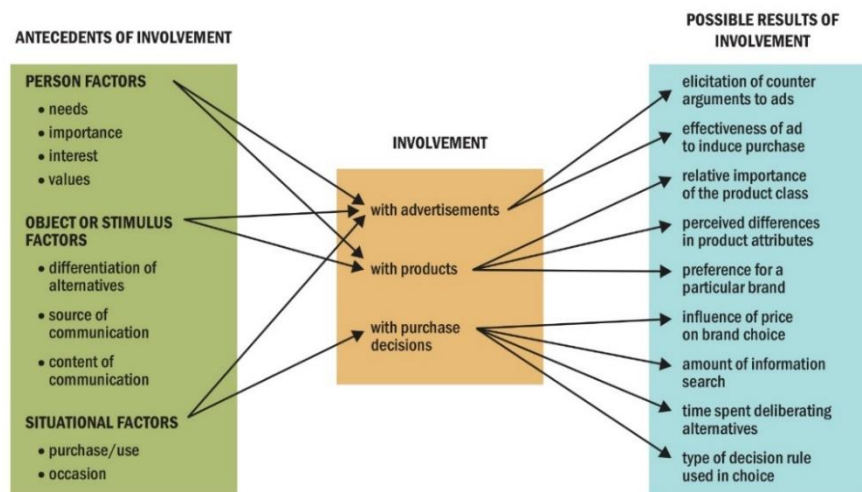 ANTECEDENTS OF INVOLVEMENT
PERSON FACTORS
• needs
• importance
• interest
• values
OBJECT OR STIMULUS
FACTORS
• differentiation of
alternatives
• source of
communication
• content of
communication
SITUATIONAL FACTORS
• purchase/use
• occasion
INVOLVEMENT
with advertisements
with products
with purchase
decisions
POSSIBLE RESULTS OF
INVOLVEMENT
elicitation of counter
arguments to ads
effectiveness of ad
to induce purchase
relative importance
of the product class
perceived differences
in product attributes
preference for a
particular brand
influence of price
on brand choice
amount of information
search
time spent deliberating
alternatives
type of decision rule
used in choice